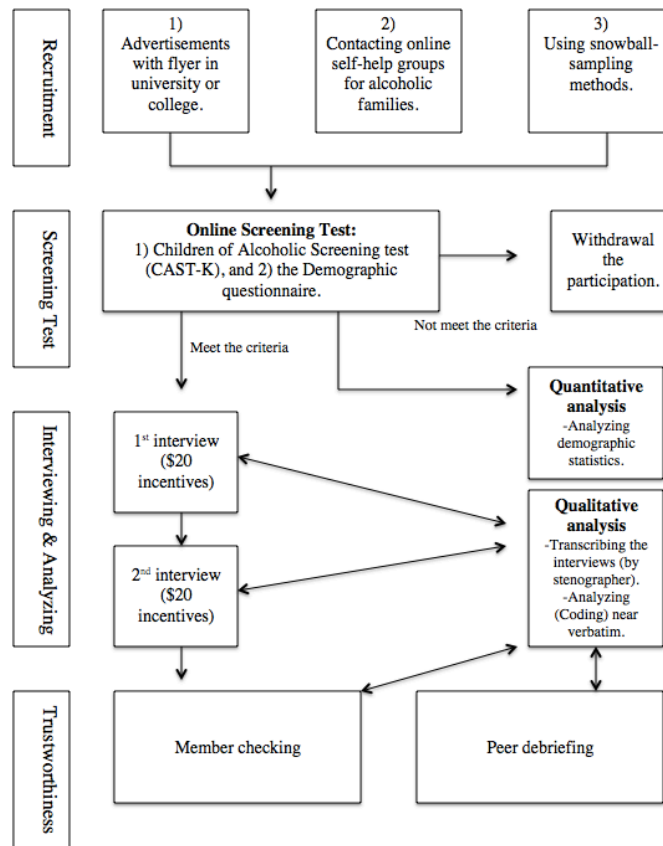 Recruitment
1)
Advertisements
with flyer in
university or
college.
2)
Contacting online
self-help groups
for alcoholic
families.
3)
Using snowball-
sampling
methods.
Screening Test
Online Screening Test:
1) Children of Alcoholic Screening test
(CAST-K), and 2) the Demographic
questionnaire.
Withdrawal
the
participation.
Not meet the criteria
Meet the criteria
Interviewing & Analyzing
1st interview
($20
incentives)
Quantitative
analysis
-Analyzing
demographic
statistics.
2nd interview
($20
incentives)
Qualitative
analysis
-Transcribing the
interviews (by
stenographer).
-Analyzing
(Coding) near
verbatim.
Trustworthiness
Member checking
Peer debriefing